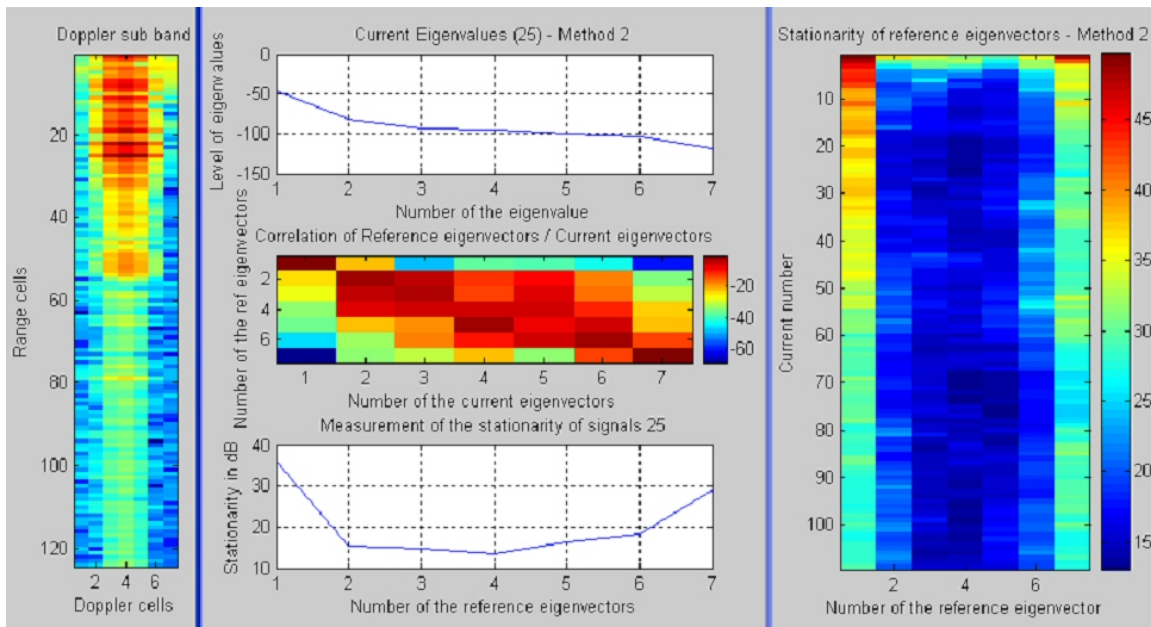 Doppler sub band
20
40
60
80
100
120
2 4 6
Range cells
Doppler cells
Current Eigenvalues (25) - Method 2
0
-50
-100
-150
1 2 3 4 5 6 7
Level of eigenvalues
Number of the eigenvalue
Correlation of Reference eigenvectors / Current eigenvectors
2
4
6
1 2 3 4 5 6 7
-20
-40
-60
Number of the ref eigenvectors
Number of the current eigenvectors
Measurement of the stationarity of signals 25
40
30
20
10
1 2 3 4 5 6 7
Stationarity in dB
Number of the reference eigenvectors
Stationarity of reference eigenvectors - Method 2
10
20
30
40
50
60
70
80
90
100
2 4 6
Current number
Number of the reference eigenvector
45
40
35
30
25
20
15